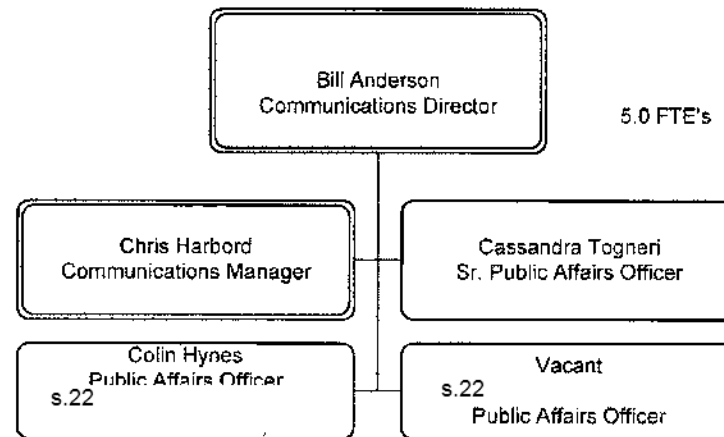 Bill Anderson
Communications Director
5.0 FTE's
Chris Harbord
Communications Manager
Cassandra Togneri
Sr. Public Affairs Officer
Colin Hynes
Public Affairs Officer
s.22
Vacant
s.22
Public Affairs Officer